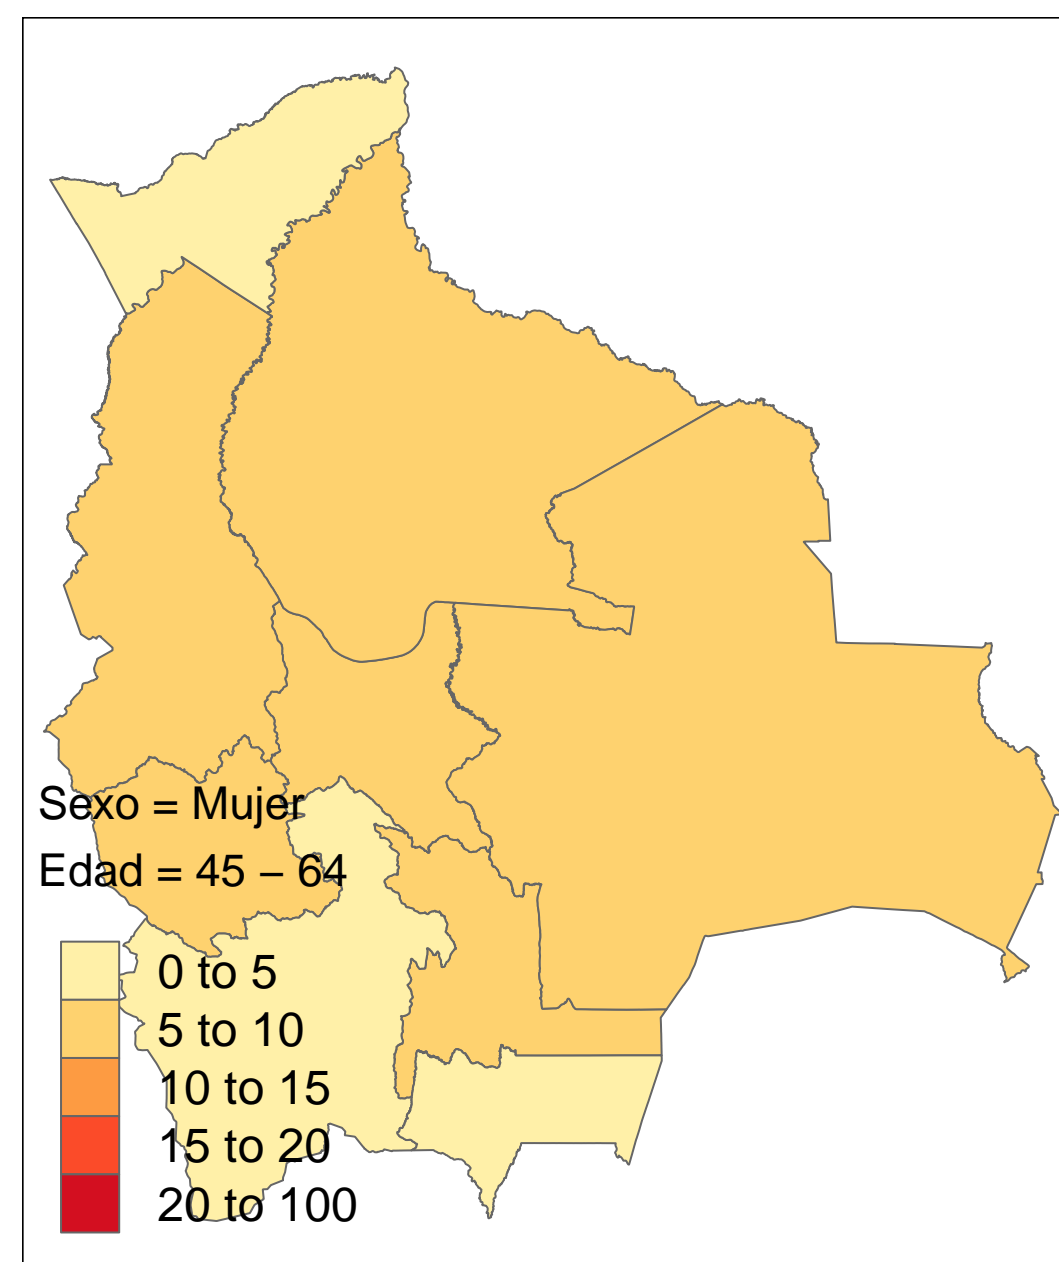 Sexo = Mujer
Edad = 45 – 64
0 to 5
5 to 10
10 to 15
15 to 20
20 to 100